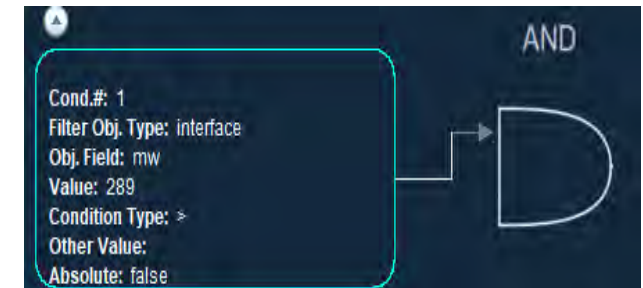 AND
Cond.#: 1
Filter Obj. Type: interface
Obj. Field: mw
Value: 289
Condition Type: >
Other Value:
Absolute: false